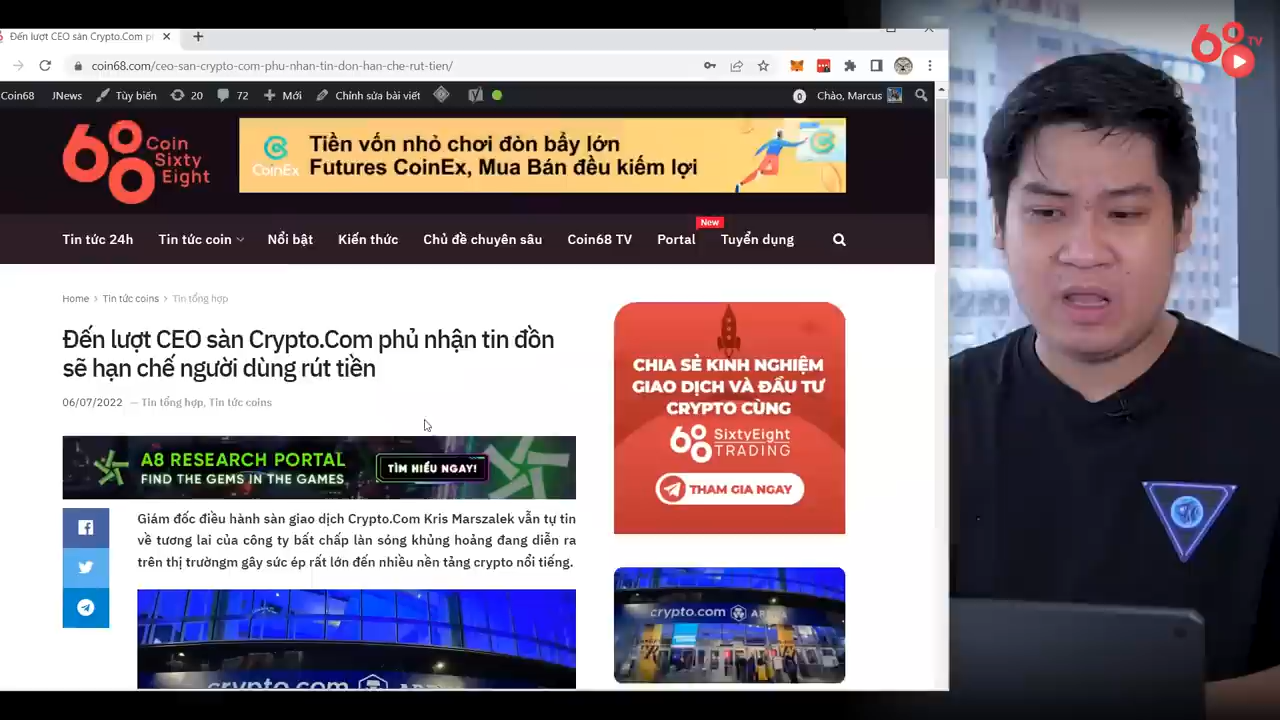 Đến lượt CEO sàn Crypto.Com p
coin68.com/ceo-san-crypto-com-phu-nhan-tin-don-han-che-rut-tien/
Coin68 JNews Tùy biến 20 72 Mới Chỉnh sửa bài viết 0 Chào, Marcus
68 Coin
Sixty
Eight
CoinEx
Tiền vốn nhỏ chơi đòn bẩy lớn
Futures CoinEx, Mua Bán đều kiếm lợi
68 TV
New
Tin tức 24h Tin tức coin Nổi bật Kiến thức Chủ đề chuyên sâu Coin68 TV Portal Tuyển dụng
Home > Tin tức coins > Tin tổng hợp
Đến lượt CEO sàn Crypto.Com phủ nhận tin đồn
sẽ hạn chế người dùng rút tiền
06/07/2022 — Tin tổng hợp, Tin tức coins
A8 RESEARCH PORTAL
FIND THE GEMS IN THE GAMES
TÌM HIỂU NGAY!
Giám đốc điều hành sàn giao dịch Crypto.Com Kris Marszalek vẫn tự tin
về tương lai của công ty bất chấp làn sóng khủng hoảng đang diễn ra
trên thị trườngm gây sức ép rất lớn đến nhiều nền tảng crypto nổi tiếng.
crypto.com
CHIA SẺ KINH NGHIỆM
GIAO DỊCH VÀ ĐẦU TƯ
CRYPTO CÙNG
68 SixtyEight
TRADING
THAM GIA NGAY
crypto.com ARENA